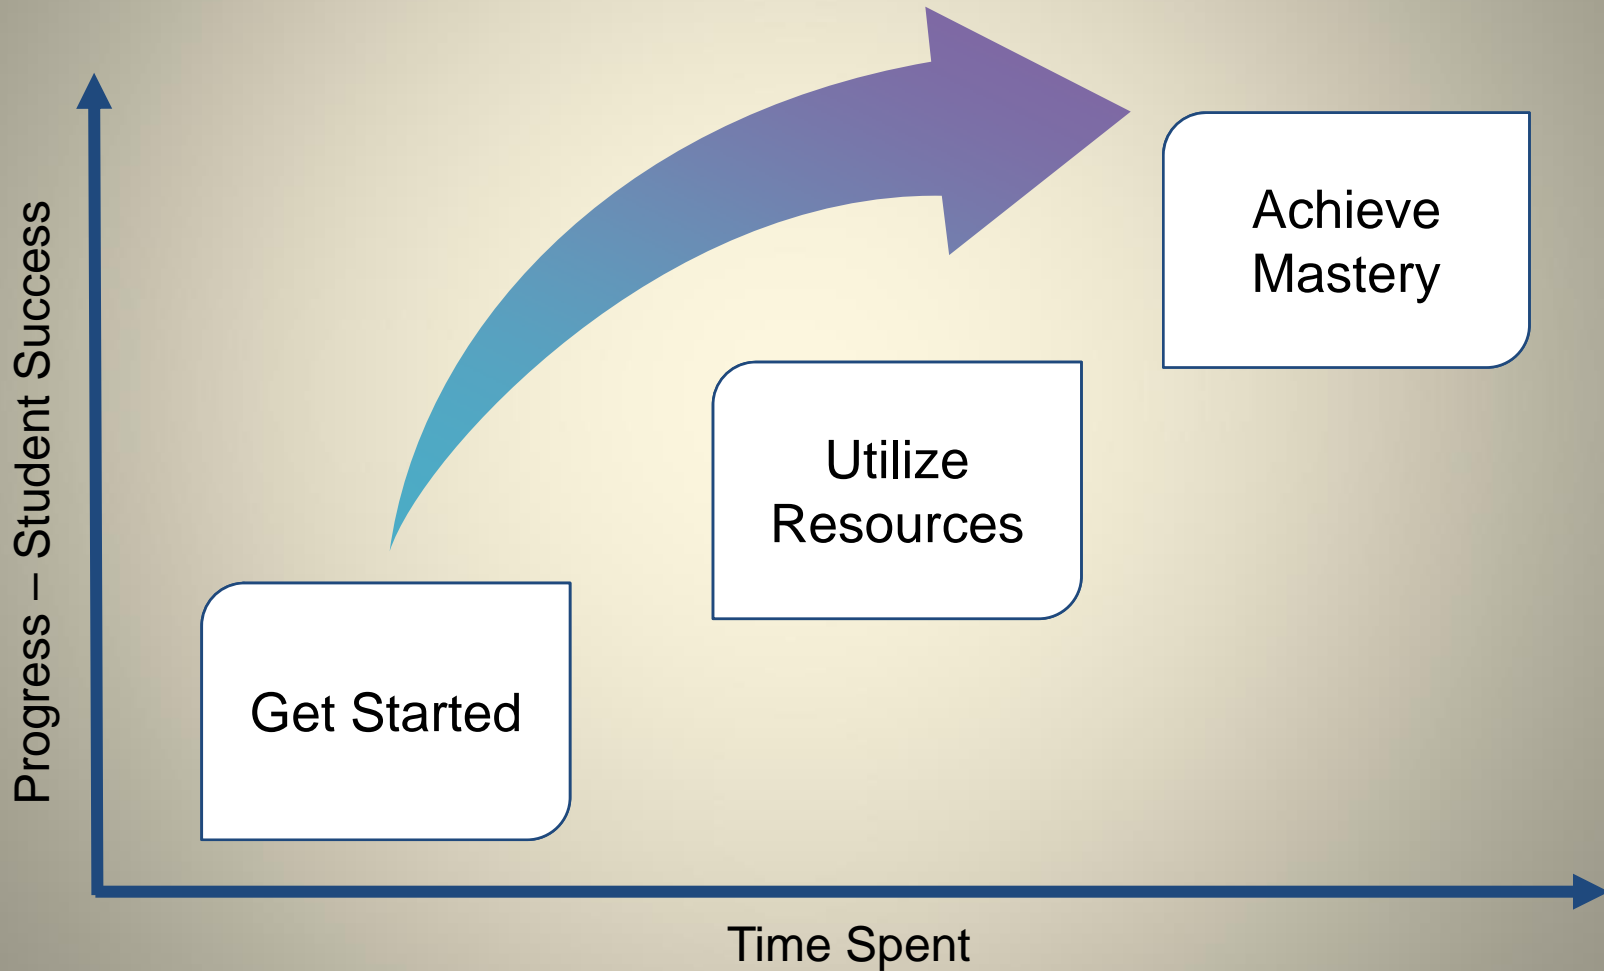 Progress – Student Success
Achieve
Mastery
Utilize
Resources
Get Started
Time Spent